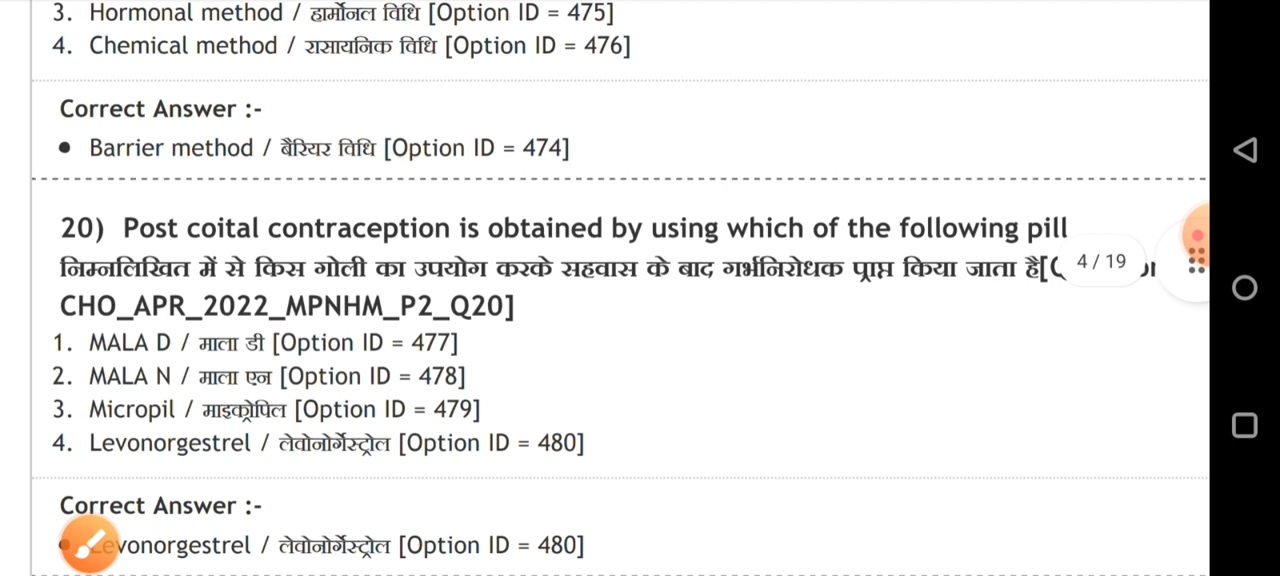 3. Hormonal method / हार्मोनल विधि [Option ID = 475]
4. Chemical method / रासायनिक विधि [Option ID = 476]
Correct Answer :-
• Barrier method / बैरियर विधि [Option ID = 474]
20) Post coital contraception is obtained by using which of the following pill
निम्नलिखित में से किस गोली का उपयोग करके सहवास के बाद गर्भनिरोधक प्राप्त किया जाता है[
4 / 19
CHO_APR_2022_MPNHM_P2_Q20]
1. MALA D / माला डी [Option ID = 477]
2. MALA N / माला एन [Option ID = 478]
3. Micropil / माइक्रोपिल [Option ID = 479]
4. Levonorgestrel / लेवोनोर्गेस्ट्रोल [Option ID = 480]
Correct Answer :-
• Levonorgestrel / लेवोनोर्गेस्ट्रोल [Option ID = 480]